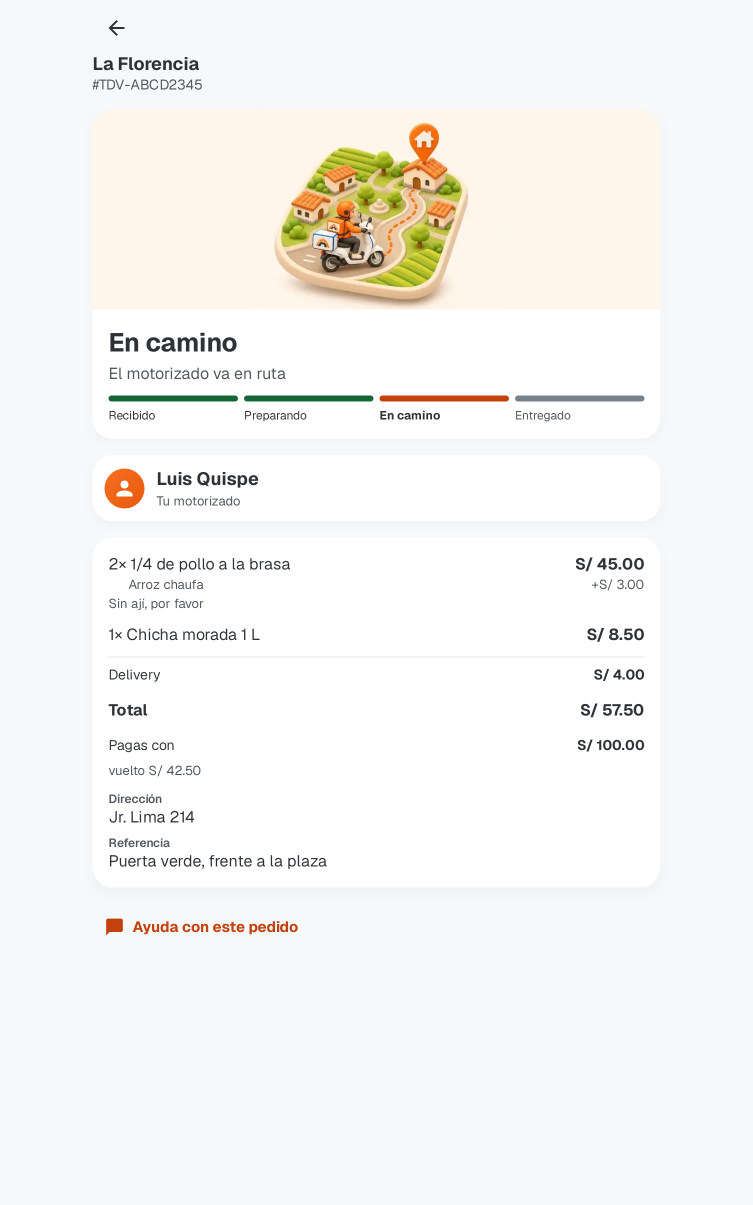 La Florencia
#TDV-ABCD2345
En camino
El motorizado va en ruta
Recibido Preparando En camino Entregado
Luis Quispe
Tu motorizado
2× 1/4 de pollo a la brasa S/ 45.00
Arroz chaufa +S/ 3.00
Sin ají, por favor
1× Chicha morada 1 L S/ 8.50
Delivery S/ 4.00
Total S/ 57.50
Pagas con S/ 100.00
vuelto S/ 42.50
Dirección
Jr. Lima 214
Referencia
Puerta verde, frente a la plaza
Ayuda con este pedido